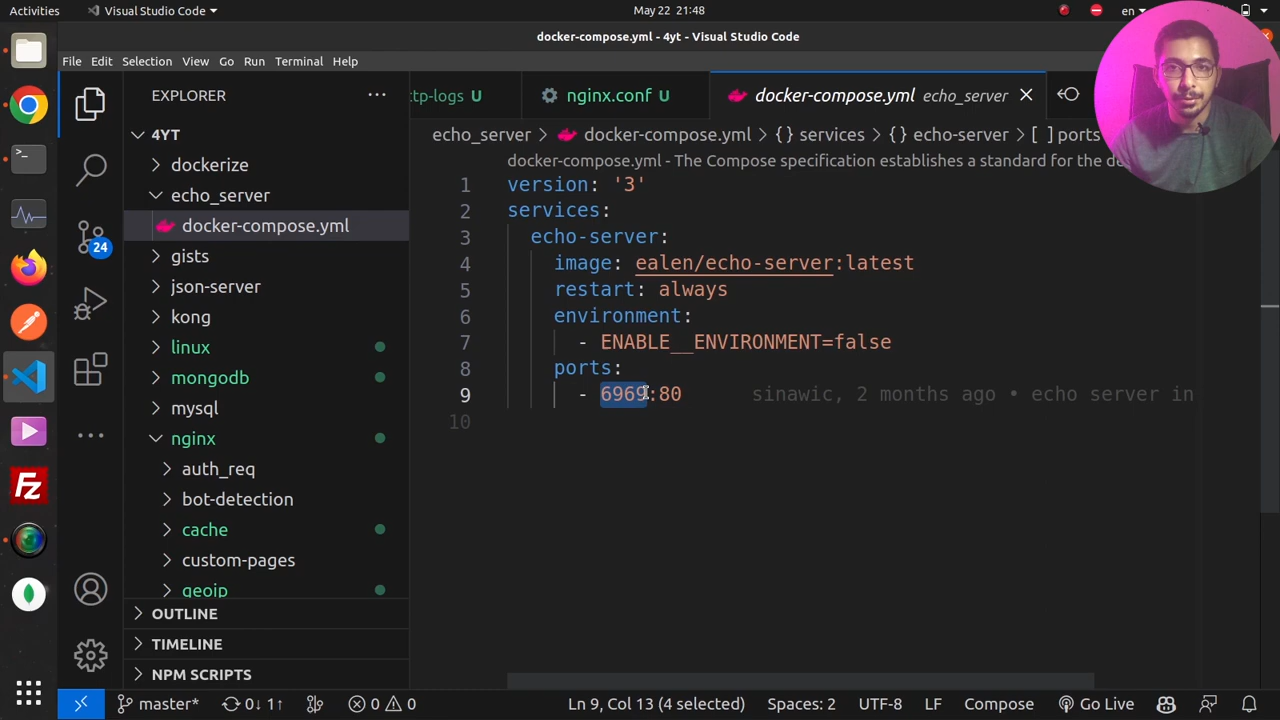 Activities
Visual Studio Code
May 22 21:48
en
docker-compose.yml - 4yt - Visual Studio Code
File Edit Selection View Go Run Terminal Help
EXPLORER
tp-logs U
nginx.conf U
docker-compose.yml echo_server
4YT
echo_server > docker-compose.yml > {} services > {} echo-server > [ ] ports
dockerize
docker-compose.yml - The Compose specification establishes a standard for the de
echo_server
docker-compose.yml
24
gists
json-server
kong
linux
mongodb
mysql
nginx
auth_req
bot-detection
cache
custom-pages
geoip
OUTLINE
TIMELINE
NPM SCRIPTS
1 version: '3'
2 services:
3 echo-server:
4 image: ealen/echo-server:latest
5 restart: always
6 environment:
7 - ENABLE__ENVIRONMENT=false
8 ports:
9 - 6969:80 sinawic, 2 months ago • echo server in
10
Fz
master* 0↓ 1↑ 0 0 Ln 9, Col 13 (4 selected) Spaces: 2 UTF-8 LF Compose Go Live